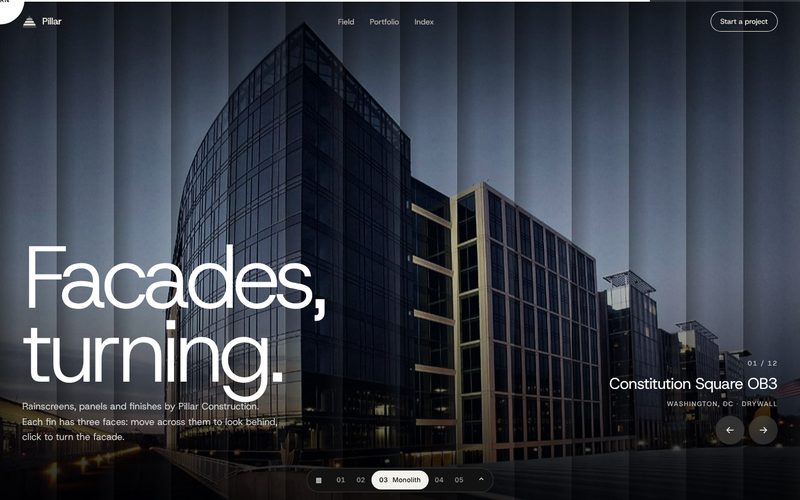 Pillar
Field
Portfolio
Index
Start a project
Facades,
turning.
Rainscreens, panels and finishes by Pillar Construction.
Each fin has three faces: move across them to look behind,
click to turn the facade.
01 / 12
Constitution Square OB3
WASHINGTON, DC · DRYWALL
01
02
03 Monolith
04
05